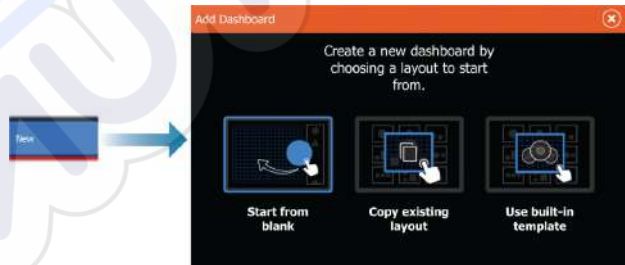 Add Dashboard
Create a new dashboard by
choosing a layout to start
from.
New
Start from
blank
Copy existing
layout
Use built-in
template